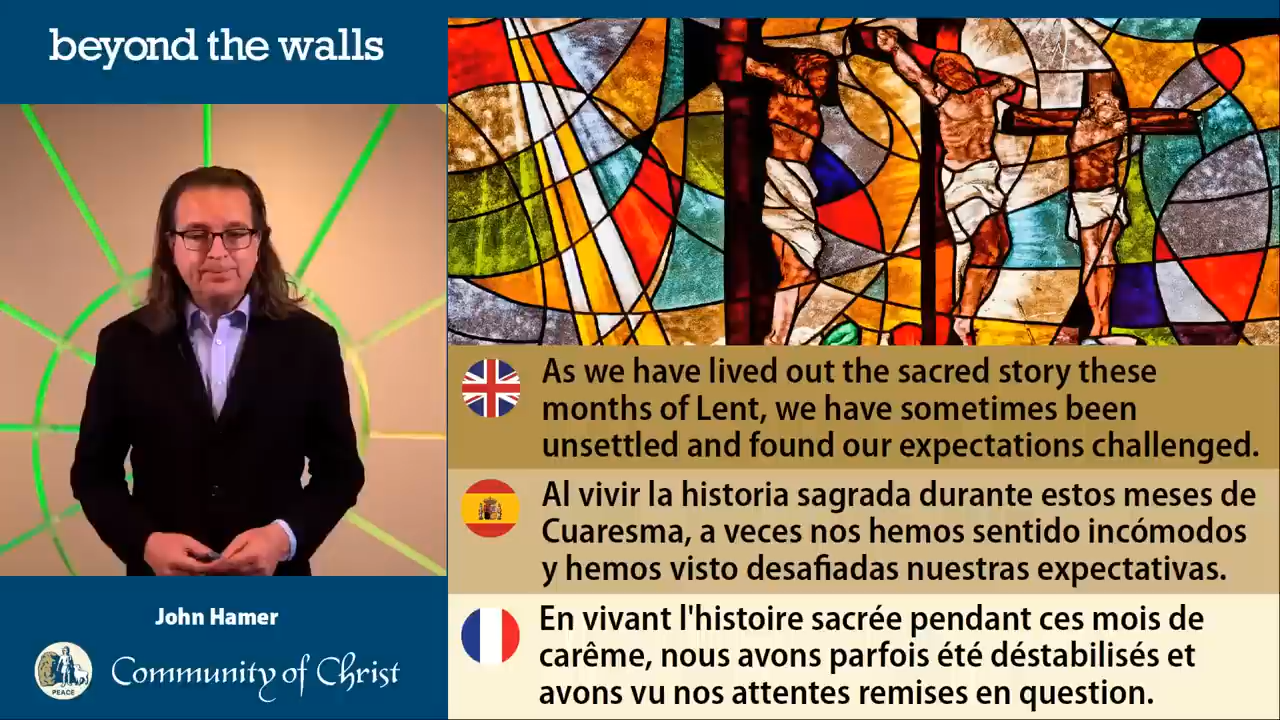 beyond the walls
John Hamer
PEACE
Community of Christ
As we have lived out the sacred story these
months of Lent, we have sometimes been
unsettled and found our expectations challenged.
Al vivir la historia sagrada durante estos meses de
Cuaresma, a veces nos hemos sentido incómodos
y hemos visto desafiadas nuestras expectativas.
En vivant l'histoire sacrée pendant ces mois de
carême, nous avons parfois été déstabilisés et
avons vu nos attentes remises en question.